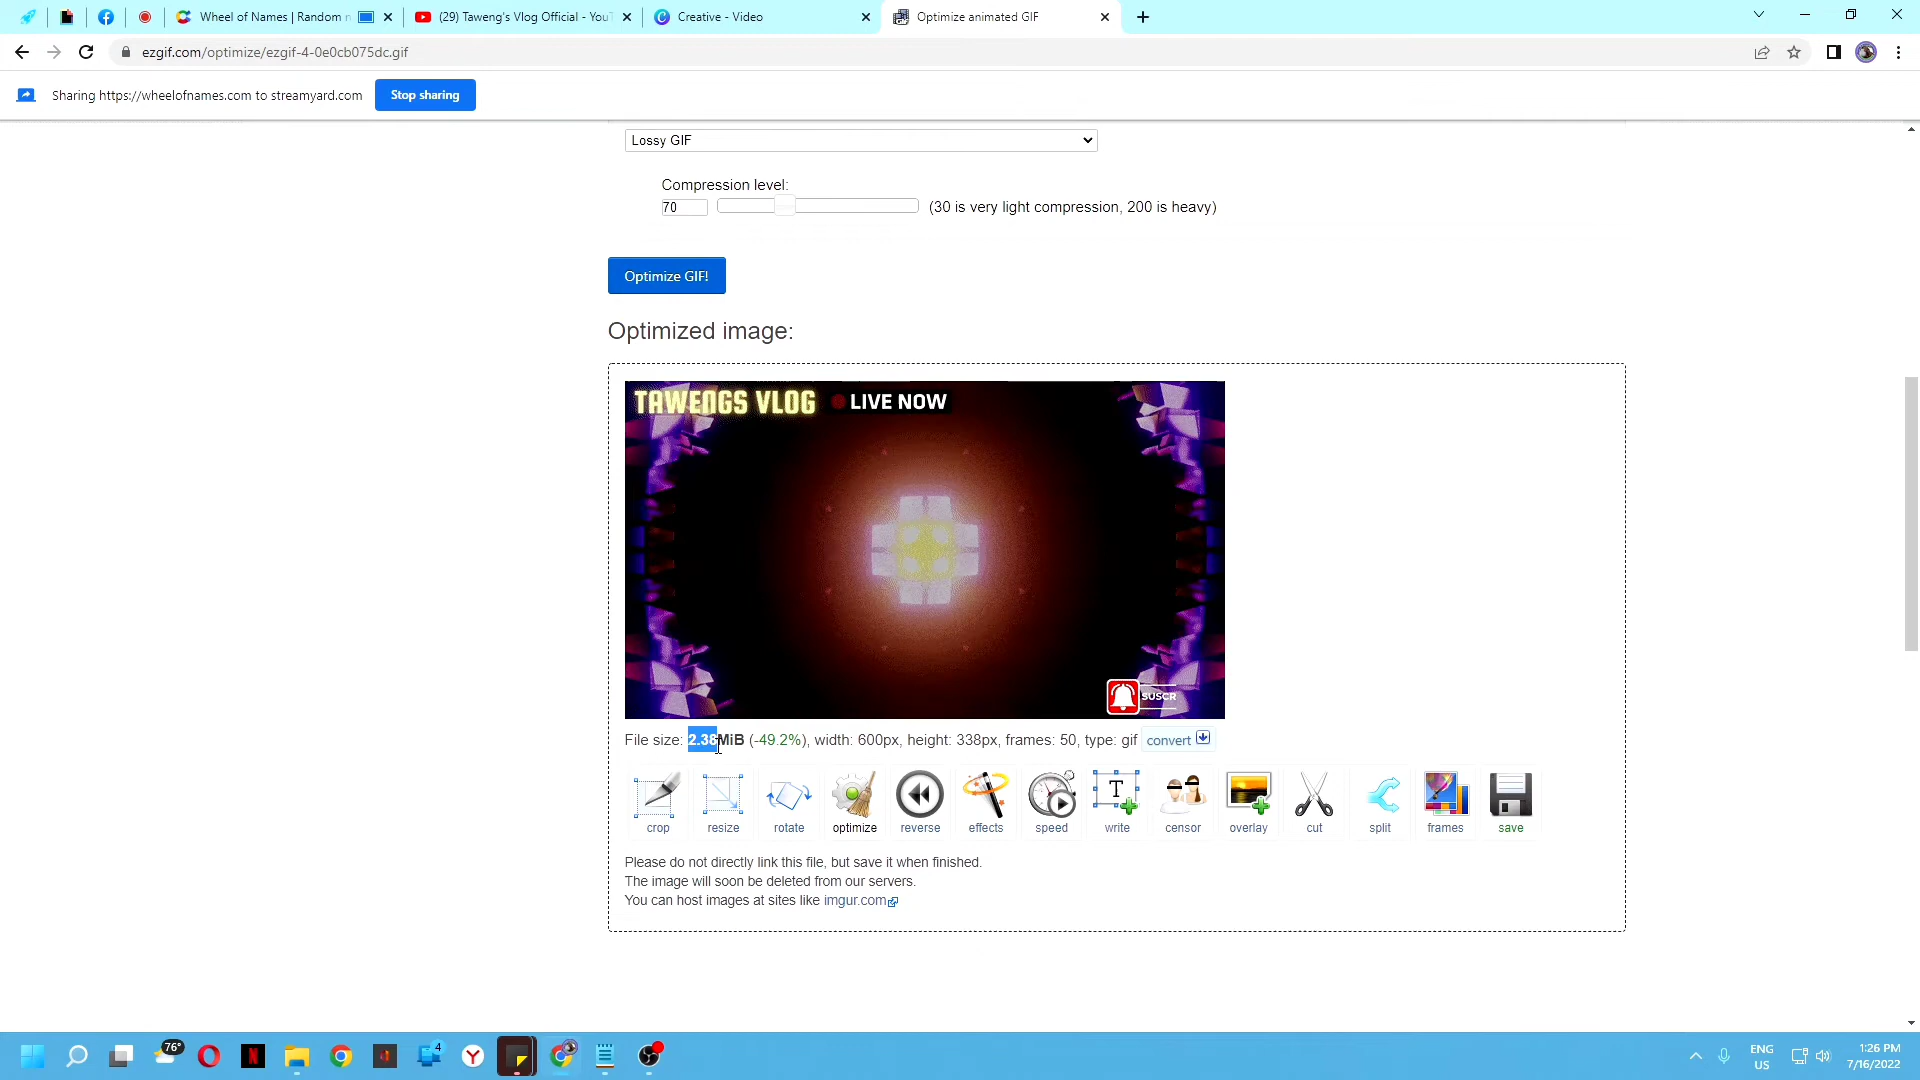 Wheel of Names | Random n
(29) Taweng's Vlog Official - YouT
Creative - Video
Optimize animated GIF
ezgif.com/optimize/ezgif-4-0e0cb075dc.gif
Sharing https://wheelofnames.com to streamyard.com
Stop sharing
Lossy GIF
Compression level:
70
(30 is very light compression, 200 is heavy)
Optimize GIF!
Optimized image:
TAWENGS VLOG
LIVE NOW
SUSCR
File size: 2.38MiB (-49.2%), width: 600px, height: 338px, frames: 50, type: gif convert
crop
resize
rotate
optimize
reverse
effects
speed
write
censor
overlay
cut
split
frames
save
Please do not directly link this file, but save it when finished.
The image will soon be deleted from our servers.
You can host images at sites like imgur.com
76°
4
ENG
US
1:26 PM
7/16/2022